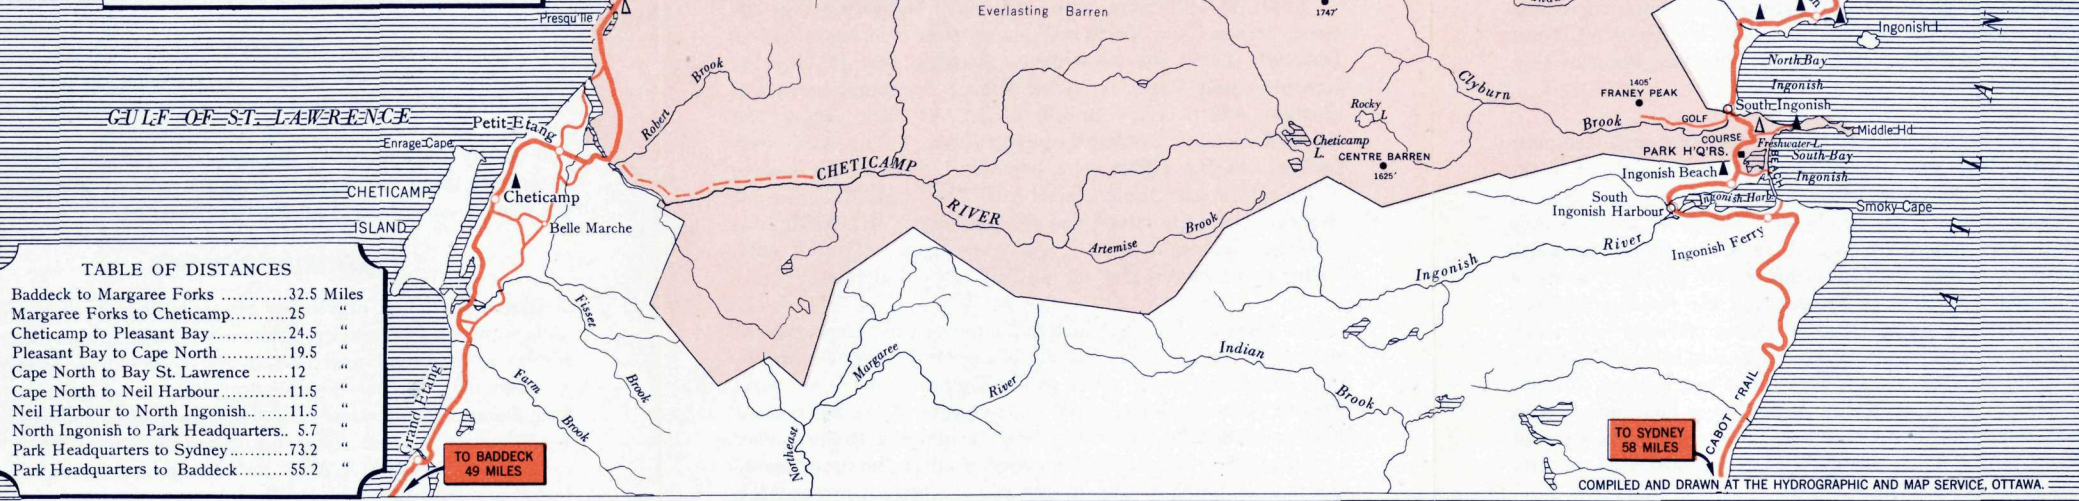 Presqu'ile
Everlasting Barren
1747'
Ingonish I.
North Bay
Ingonish
GULF OF ST. LAWRENCE
Petit Etang
Enrage Cape
Robert Brook
Clyburn Brook
1405'
FRANEY PEAK
South Ingonish
GOLF
COURSE
Middle Hd.
Rocky
L.
Cheticamp
L.
CENTRE BARREN
1625'
PARK H'Q'RS.
Freshwater L.
BEACH
South Bay
Ingonish
Ingonish Beach
CHETICAMP
ISLAND
Cheticamp
Belle Marche
CHETICAMP
RIVER
Artemise Brook
South
Ingonish Harbour
Ingonish Harb.
Smoky Cape
Ingonish Ferry
Ingonish River
ATLAN
TABLE OF DISTANCES
Baddeck to Margaree Forks ............32.5 Miles
Margaree Forks to Cheticamp..........25 "
Cheticamp to Pleasant Bay............24.5 "
Pleasant Bay to Cape North ..........19.5 "
Cape North to Bay St. Lawrence ......12 "
Cape North to Neil Harbour...........11.5 "
Neil Harbour to North Ingonish.. .....11.5 "
North Ingonish to Park Headquarters.. 5.7 "
Park Headquarters to Sydney..........73.2 "
Park Headquarters to Baddeck.........55.2 "
Fisset Brook
Farm Brook
Grand Etang
TO BADDECK
49 MILES
Northeast
Margaree
River
Indian Brook
CABOT TRAIL
TO SYDNEY
58 MILES
COMPILED AND DRAWN AT THE HYDROGRAPHIC AND MAP SERVICE, OTTAWA.